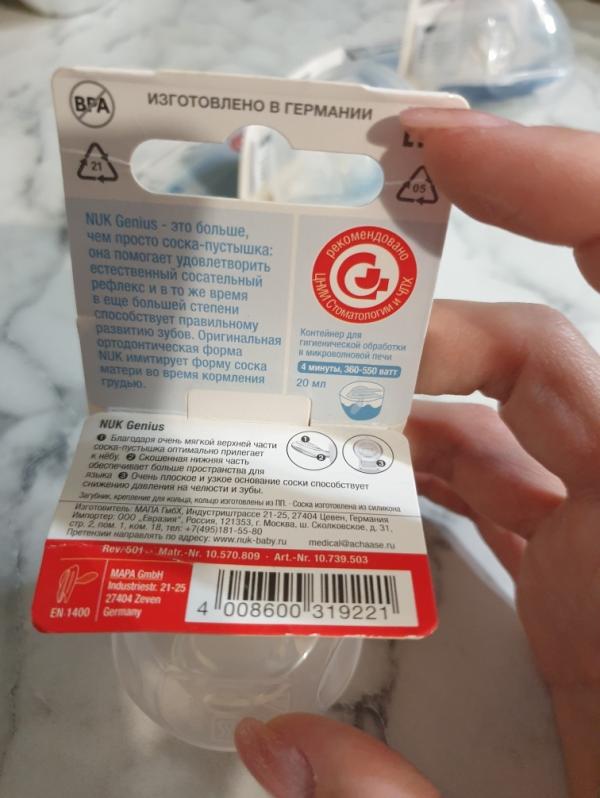 BPA
ИЗГОТОВЛЕНО В ГЕРМАНИИ
21
05
NUK Genius - это больше,
чем просто соска-пустышка:
она помогает удовлетворить
естественный сосательный
рефлекс и в то же время
в еще большей степени
способствует правильному
развитию зубов. Оригинальная
ортодонтическая форма
NUK имитирует форму соска
матери во время кормления
грудью.
рекомендовано
ЦНИИ Стоматологии и ЧЛХ
Контейнер для
гигиенической обработки
в микроволновой печи
4 минуты, 360-550 ватт
20 мл
NUK Genius
❶ Благодаря очень мягкой верхней части
соска-пустышка оптимально прилегает
к нёбу. ❷ Скошенная нижняя часть
обеспечивает больше пространства для
языка ❸ Очень плоское и узкое основание соски способствует
снижению давления на челюсти и зубы.
1
2
3
Загубник, крепление для кольца, кольцо изготовлены из ПП. · Соска изготовлена из силикона
Изготовитель: МАПА ГмбХ, Индустриштрассе 21-25, 27404 Цевен, Германия
Импортер: ООО „Евразия", Россия, 121353, г. Москва, ш. Сколковское, д. 31,
стр. 2, пом. 1, ком. 18, тел: +7(495)181-55-80
Претензии направлять по адресу: www.nuk-baby.ru medical@achaase.ru
Rev/501 Matr.-Nr. 10.570.809 · Art.-Nr. 10.739.503
EN 1400
MAPA GmbH
Industriestr. 21-25
27404 Zeven
Germany
4 008600 319221